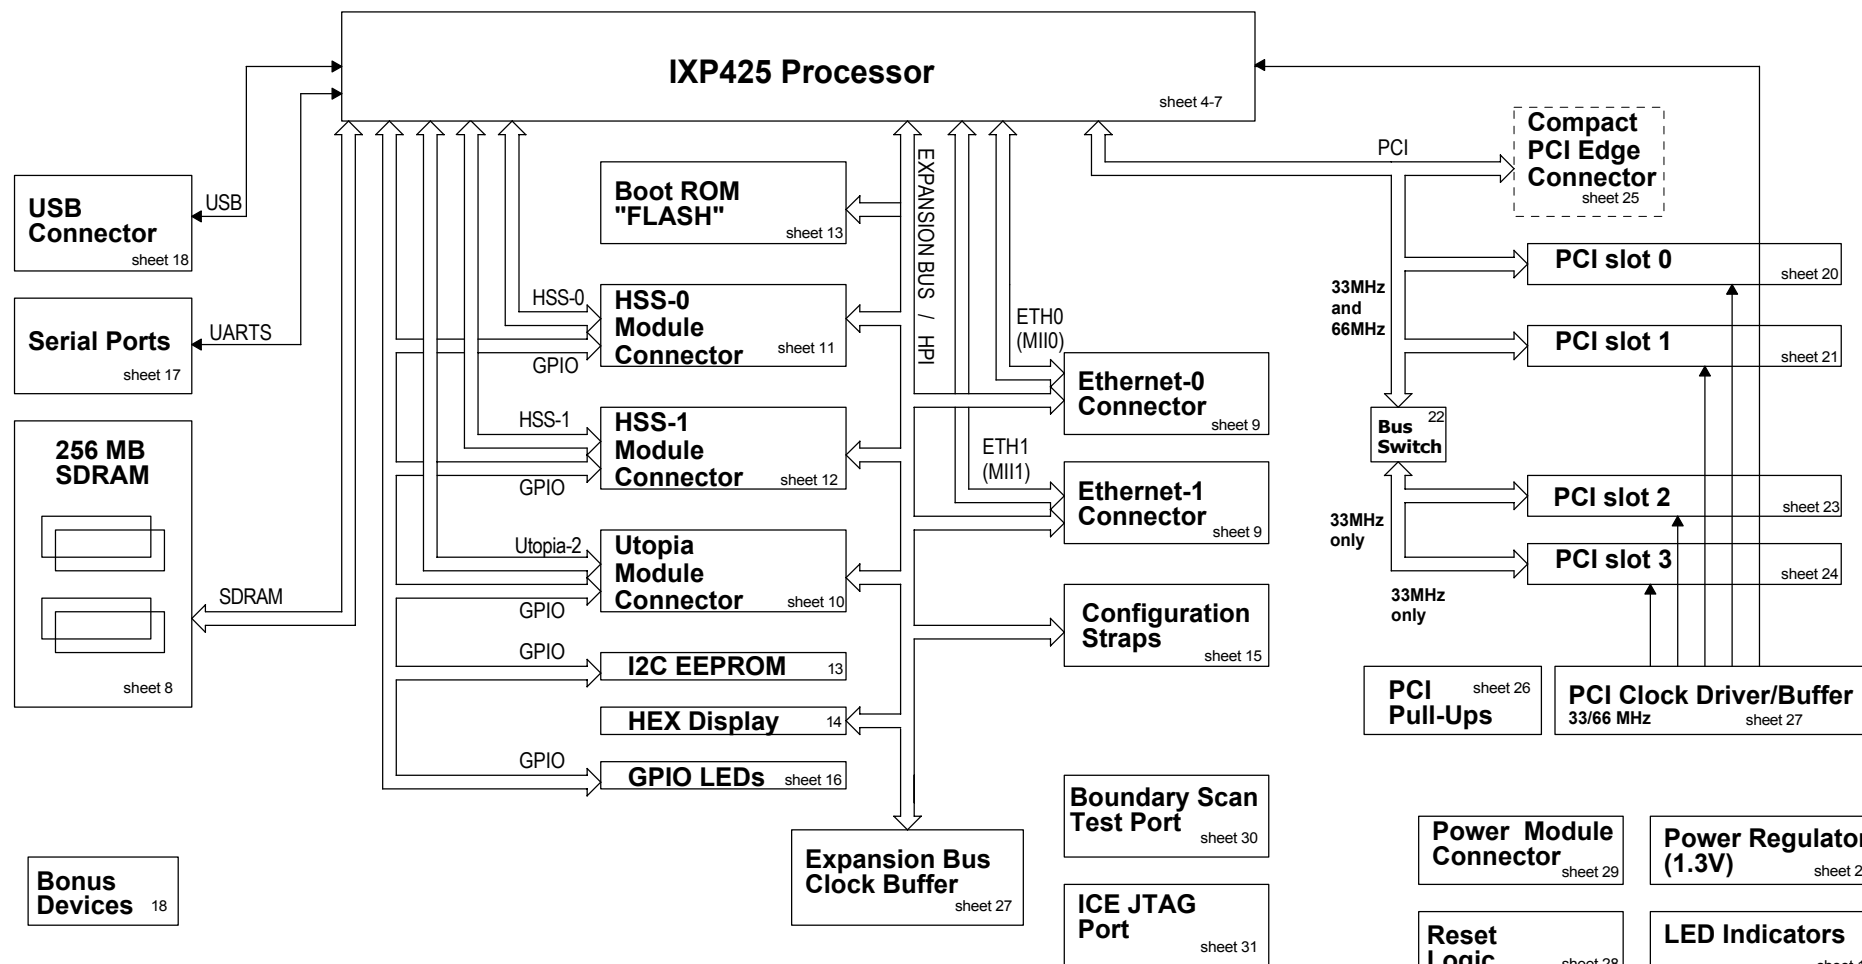 IXP425 Processor
sheet 4-7
USB
Connector
sheet 18
USB
Serial Ports
sheet 17
UARTS
256 MB
SDRAM
sheet 8
SDRAM
Boot ROM
"FLASH"
sheet 13
HSS-0
HSS-0
Module
Connector
sheet 11
GPIO
HSS-1
HSS-1
Module
Connector
sheet 12
GPIO
Utopia-2
Utopia
Module
Connector
sheet 10
GPIO
GPIO
I2C EEPROM
13
HEX Display
14
GPIO
GPIO LEDs
sheet 16
EXPANSION BUS / HPI
Expansion Bus
Clock Buffer
sheet 27
ETH0
(MII0)
Ethernet-0
Connector
sheet 9
ETH1
(MII1)
Ethernet-1
Connector
sheet 9
Configuration
Straps
sheet 15
Boundary Scan
Test Port
sheet 30
ICE JTAG
Port
sheet 31
PCI
Compact
PCI Edge
Connector
sheet 25
PCI slot 0
sheet 20
33MHz
and
66MHz
PCI slot 1
sheet 21
22
Bus
Switch
PCI slot 2
sheet 23
33MHz
only
PCI slot 3
sheet 24
33MHz
only
PCI
Pull-Ups
sheet 26
PCI Clock Driver/Buffer
33/66 MHz
sheet 27
Power Module
Connector
sheet 29
Power Regulator
(1.3V)
sheet
Reset
Logic
sheet 28
LED Indicators
Bonus
Devices
18